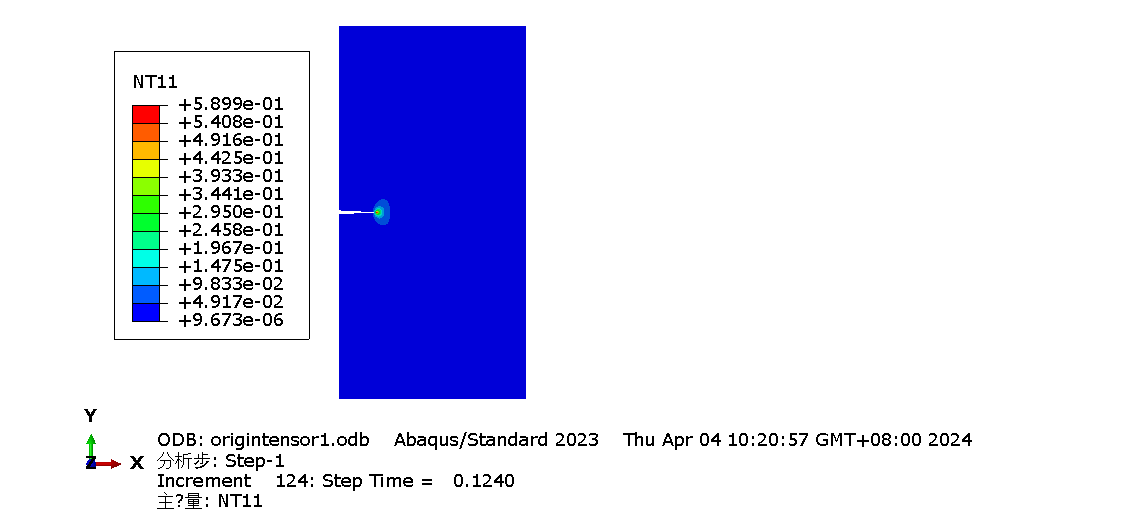 NT11
+5.899e-01
+5.408e-01
+4.916e-01
+4.425e-01
+3.933e-01
+3.441e-01
+2.950e-01
+2.458e-01
+1.967e-01
+1.475e-01
+9.833e-02
+4.917e-02
+9.673e-06
Y
Z X
ODB: origintensor1.odb Abaqus/Standard 2023 Thu Apr 04 10:20:57 GMT+08:00 2024
分析步: Step-1
Increment 124: Step Time = 0.1240
主?量: NT11